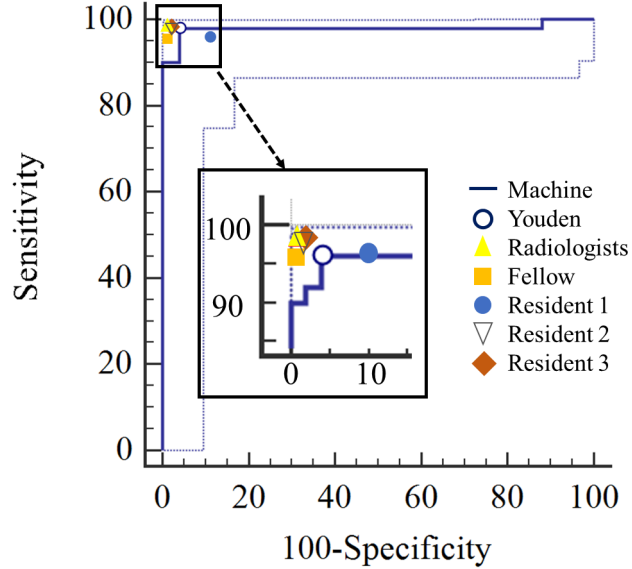 100
80
60
40
20
0
Sensitivity
0 20 40 60 80 100
100-Specificity
100
90
0 10
Machine
Youden
Radiologists
Fellow
Resident 1
Resident 2
Resident 3